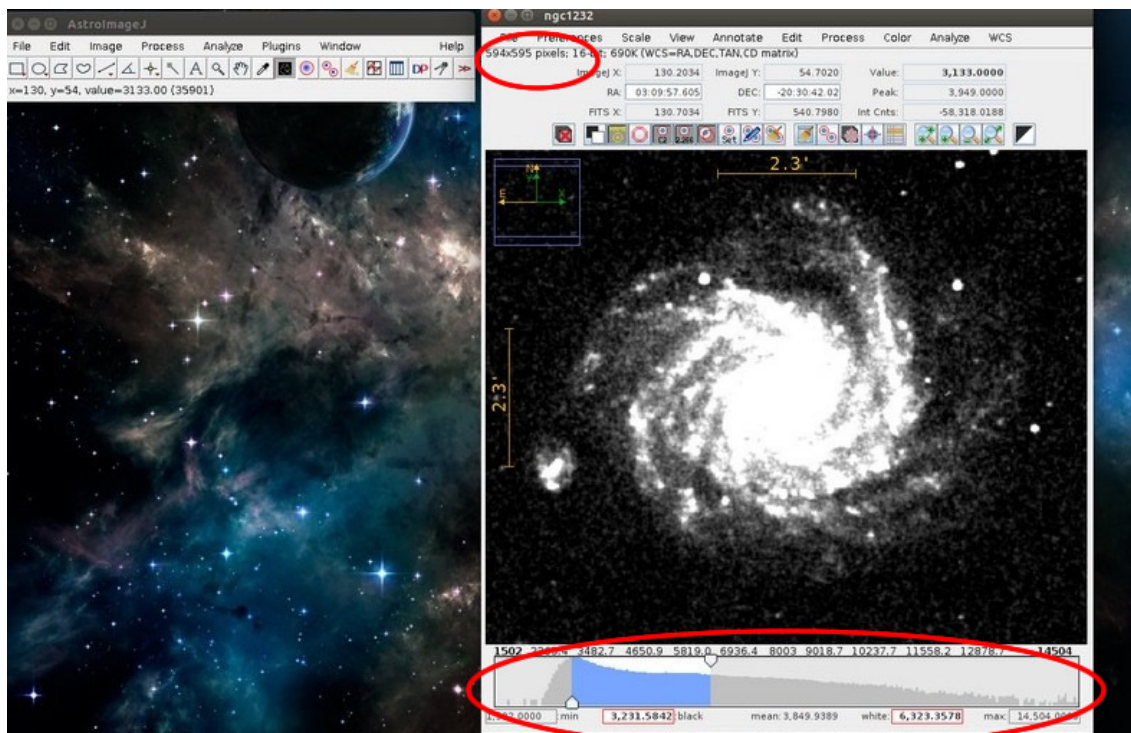 AstroImageJ
File Edit Image Process Analyze Plugins Window Help
x=130, y=54, value=3133.00 (35901)
ngc1232
File Preferences Scale View Annotate Edit Process Color Analyze WCS
594x595 pixels; 16-bit; 690K (WCS=RA,DEC,TAN,CD matrix)
ImageJ X: 130.2034 ImageJ Y: 54.7020 Value: 3,133.0000
RA: 03:09:57.605 DEC: -20:30:42.02 Peak: 3,949.0000
FITS X: 130.7034 FITS Y: 540.7980 Int Cnts: -58,318.0188
DP
C2 Set
2.3'
N
E X
2.3'
1502 3482.7 4650.9 5819.0 6936.4 8003 9018.7 10237.7 11558.2 12878.7 14504
min 3,231.5842 :black mean: 3,849.9389 white: 6,323.3578 max: 14,504.0000